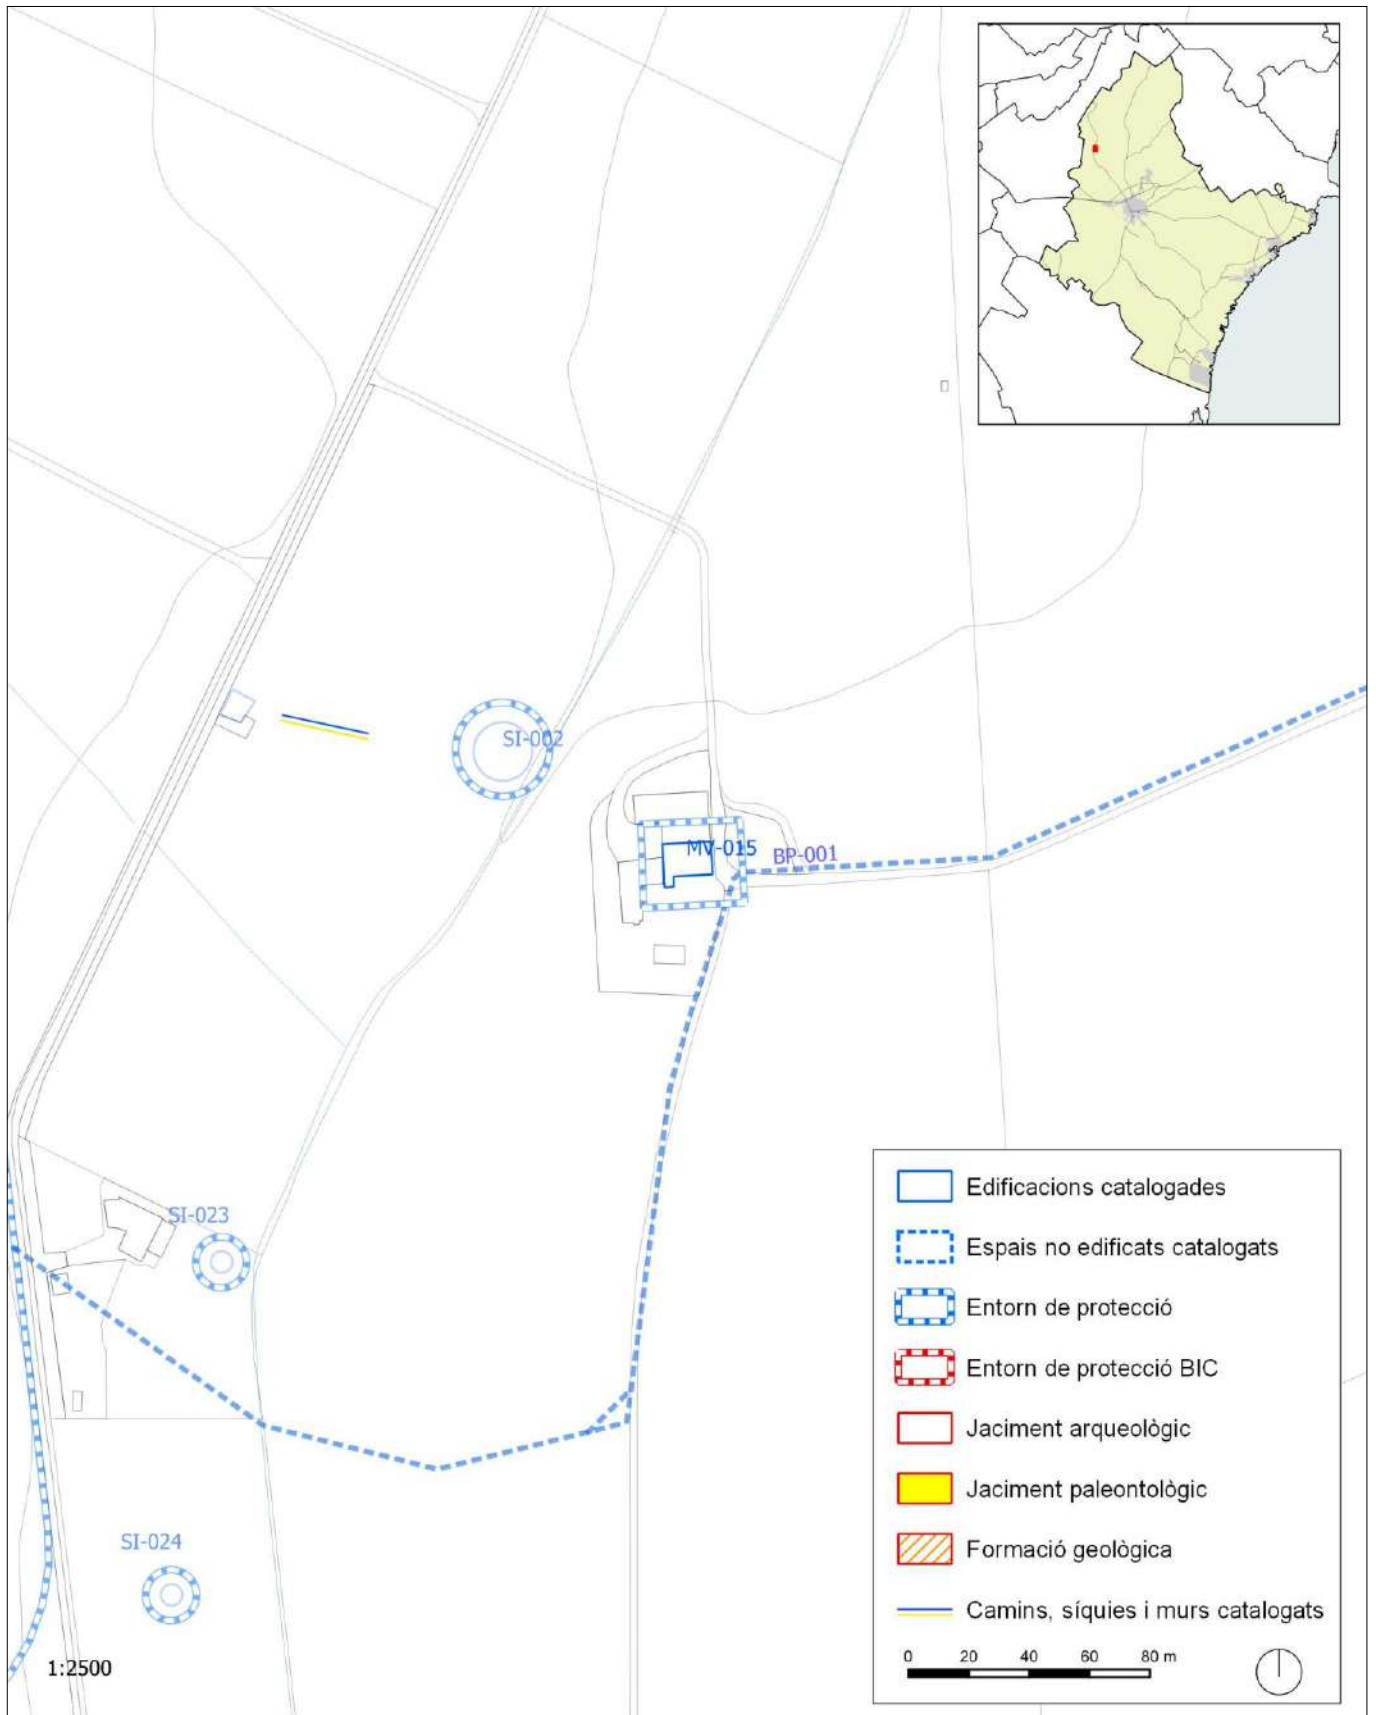 SI-002
MV-015
BP-001
SI-023
SI-024
1:2500
Edificacions catalogades
Espais no edificats catalogats
Entorn de protecció
Entorn de protecció BIC
Jaciment arqueològic
Jaciment paleontològic
Formació geològica
Camins, síquies i murs catalogats
0 20 40 60 80 m